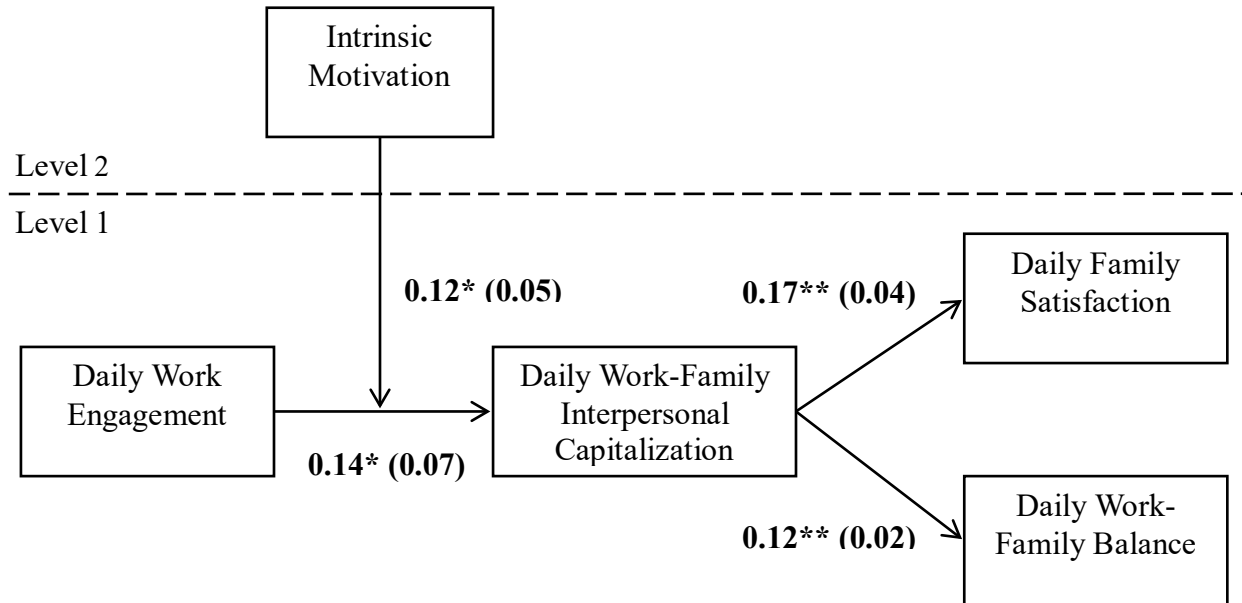 Intrinsic
Motivation
Level 2
Level 1
Daily Family
Satisfaction
0.12* (0.05)
0.17** (0.04)
Daily Work
Engagement
Daily Work-Family
Interpersonal
Capitalization
0.14* (0.07)
Daily Work-
Family Balance
0.12** (0.02)